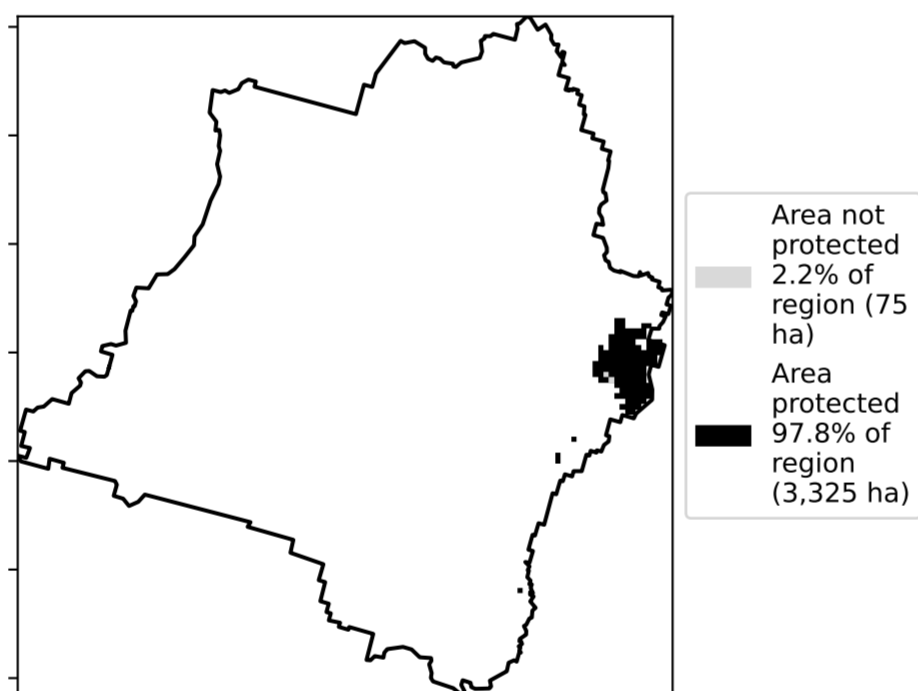 Area not
protected
2.2% of
region (75
ha)
Area
protected
97.8% of
region
(3,325 ha)